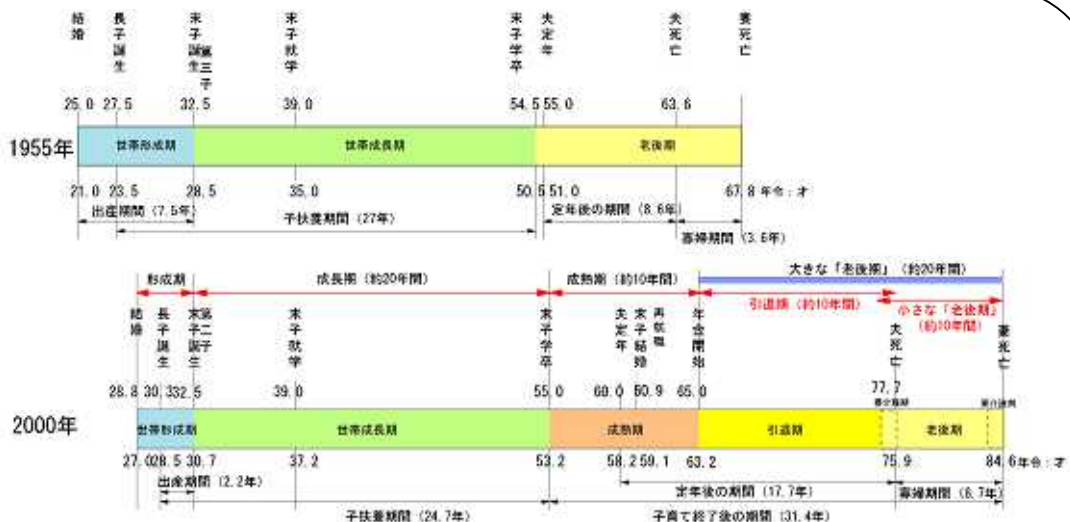 結婚 長子誕生 末子誕生 第三子 末子就学 末子学卒 夫定年 夫死亡 妻死亡
25.0 27.5 32.5 39.0 54.5 55.0 63.6
1955年 世帯形成期 世帯成長期 老後期
21.0 23.5 28.5 35.0 50.5 51.0 67.8 年令:才
出産期間(7.5年) 子扶養期間(27年) 定年後の期間(8.6年)
寡婦期間(3.6年)
大きな「老後期」(約20年間)
形成期 成長期(約20年間) 成熟期(約10年間)
引退期(約10年間) 小さな「老後期」(約10年間)
結婚 長子誕生 末子誕生 第二子 末子就学 末子学卒 夫定年 末子結婚 再就職 年金開始 夫死亡 妻死亡
28.8 30.3 32.5 39.0 55.0 60.0 60.9 65.0 77.7
2000年 世帯形成期 世帯成長期 成熟期 引退期 老後期
27.0 28.5 30.7 37.2 53.2 58.2 59.1 63.2 75.9 84.6 年令:才
出産期間(2.2年) 定年後の期間(17.7年) 寡婦期間(8.7年)
子扶養期間(24.7年) 子育て終了後の期間(31.4年)